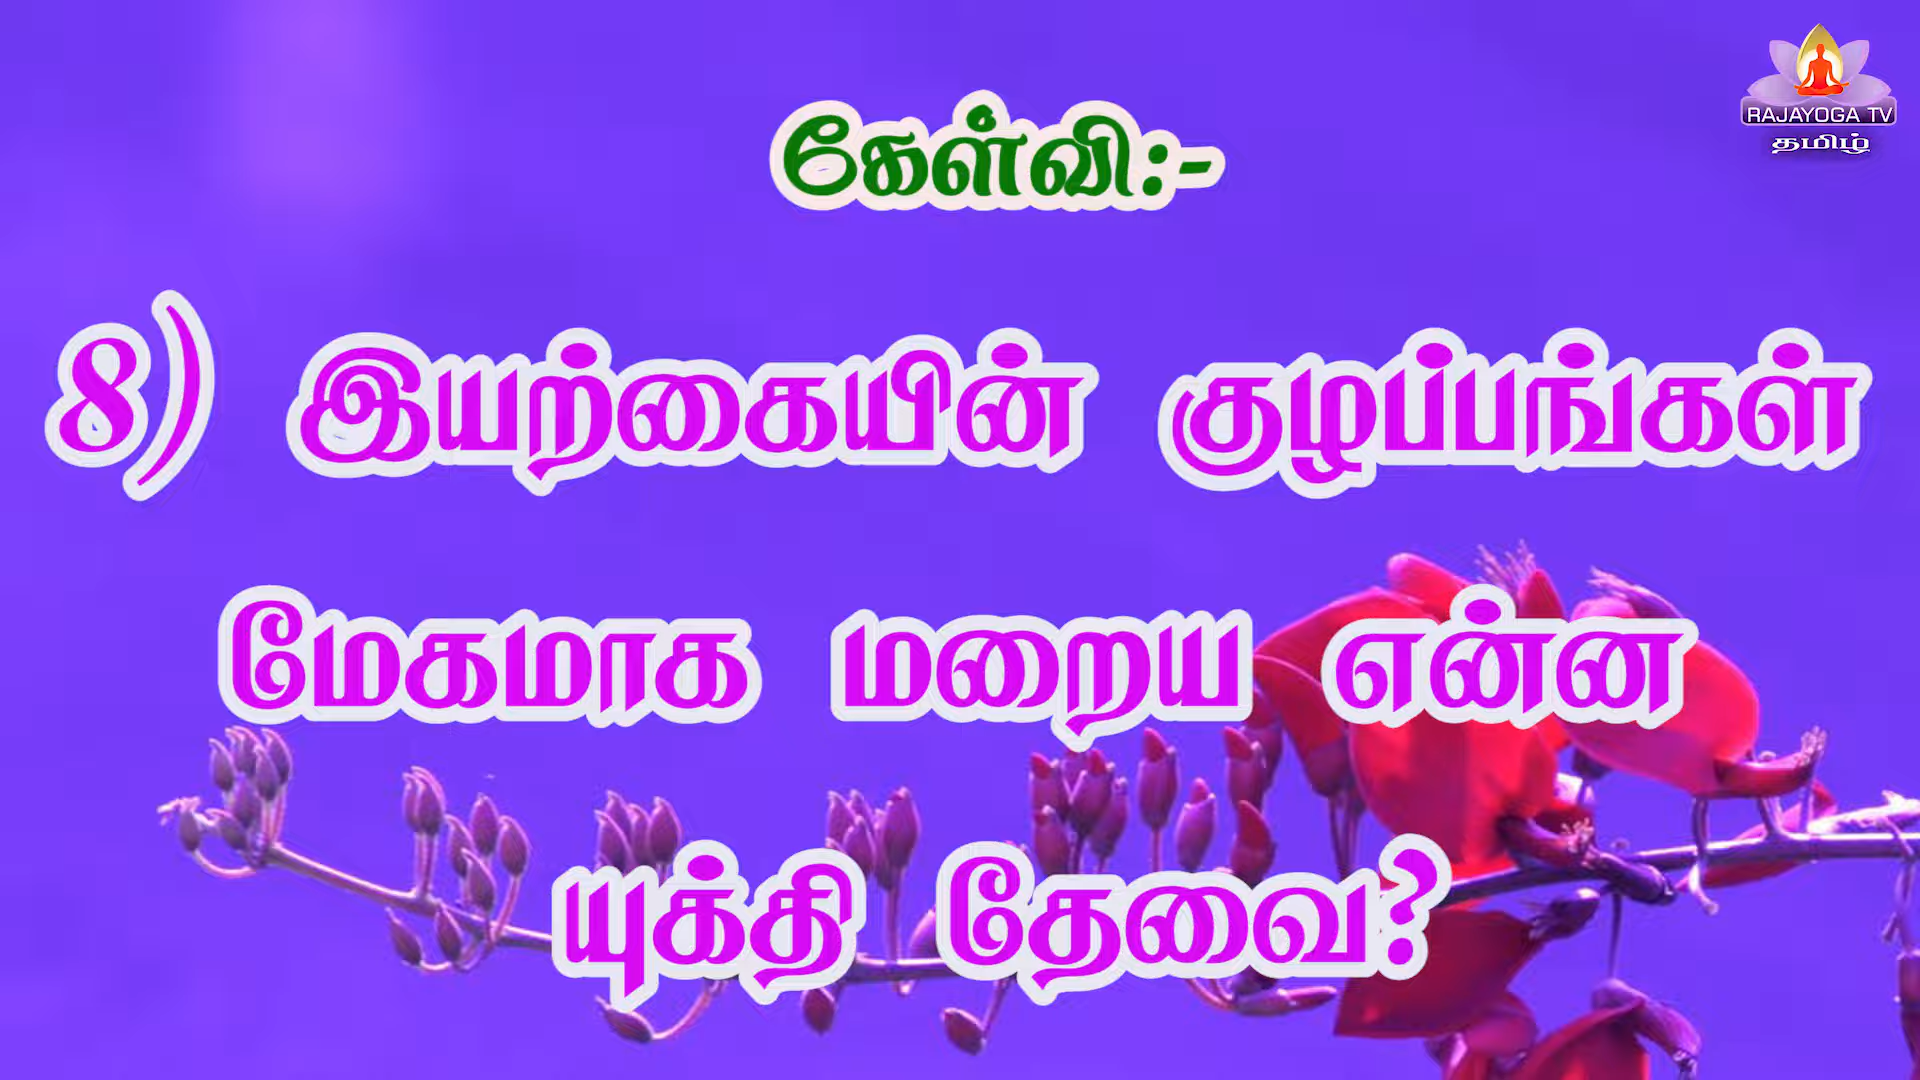 RAJAYOGA TV
தமிழ்
கேள்வி:-
8) இயற்கையின் குழப்பங்கள்
மேகமாக மறைய என்ன
யுக்தி தேவை?